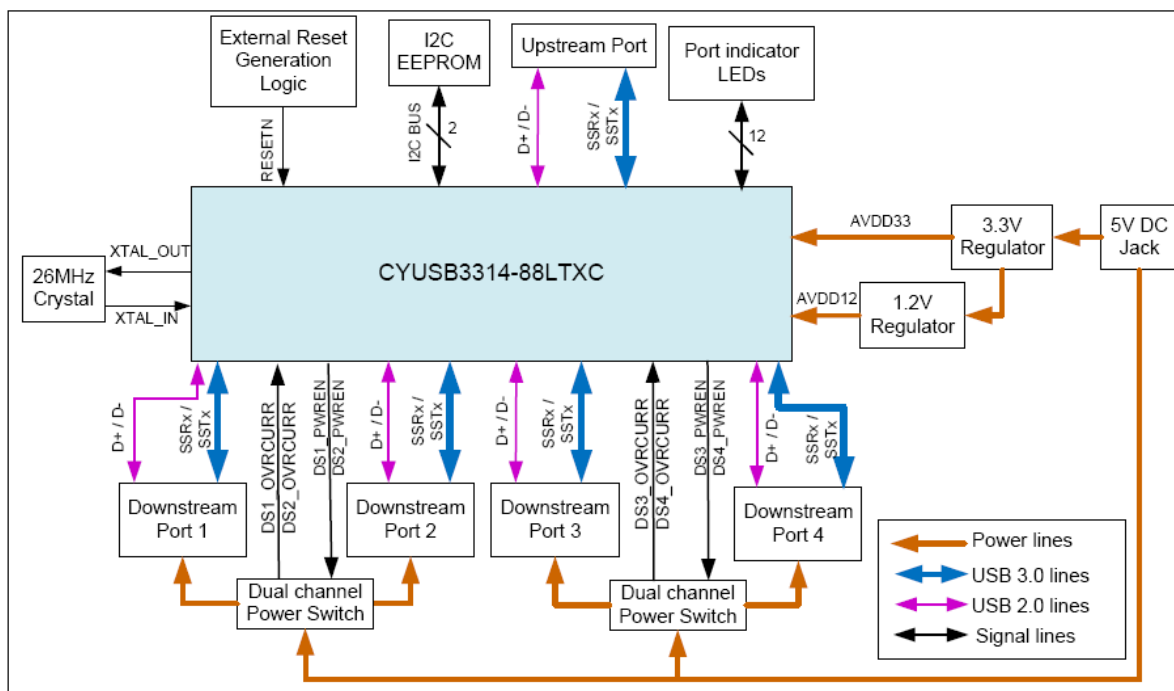 External Reset
Generation
Logic
I2C
EEPROM
Upstream Port
Port indicator
LEDs
RESETN
I2C BUS
2
D+ / D-
SSRx /
SSTx
12
AVDD33
3.3V
Regulator
5V DC
Jack
XTAL_OUT
26MHz
Crystal
XTAL_IN
CYUSB3314-88LTXC
AVDD12
1.2V
Regulator
D+ / D-
SSRx /
SSTx
DS1_OVRCURR
DS2_OVRCURR
DS1_PWREN
DS2_PWREN
D+ / D-
SSRx /
SSTx
D+ / D-
SSRx /
SSTx
DS3_OVRCURR
DS4_OVRCURR
DS3_PWREN
DS4_PWREN
D+ / D-
SSRx /
SSTx
Downstream
Port 1
Downstream
Port 2
Downstream
Port 3
Downstream
Port 4
Dual channel
Power Switch
Dual channel
Power Switch
Power lines
USB 3.0 lines
USB 2.0 lines
Signal lines